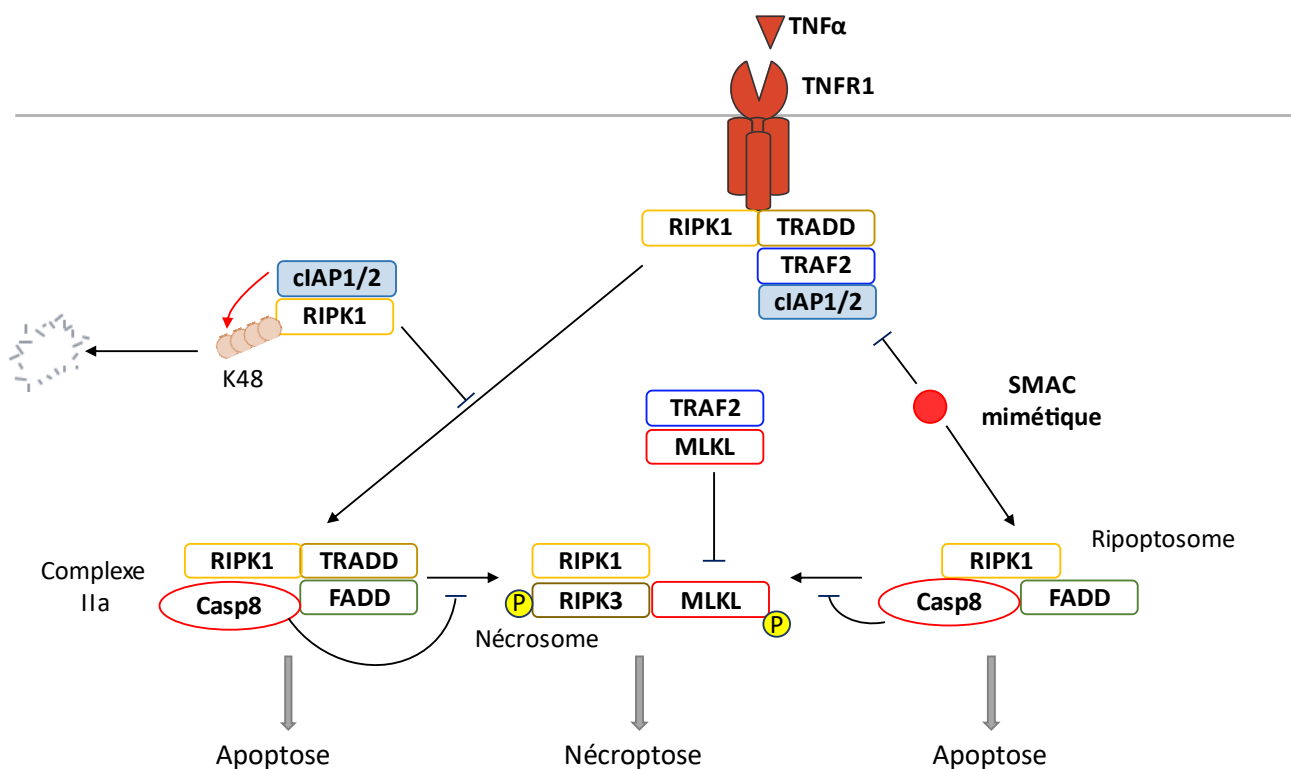 TNFα
TNFR1
RIPK1 TRADD
TRAF2
cIAP1/2
cIAP1/2
RIPK1
K48
SMAC
mimétique
TRAF2
MLKL
Complexe
IIa
RIPK1 TRADD
Casp8 FADD
RIPK1
P RIPK3 MLKL P
Nécrosome
Ripoptosome
RIPK1
Casp8 FADD
Apoptose Nécroptose Apoptose